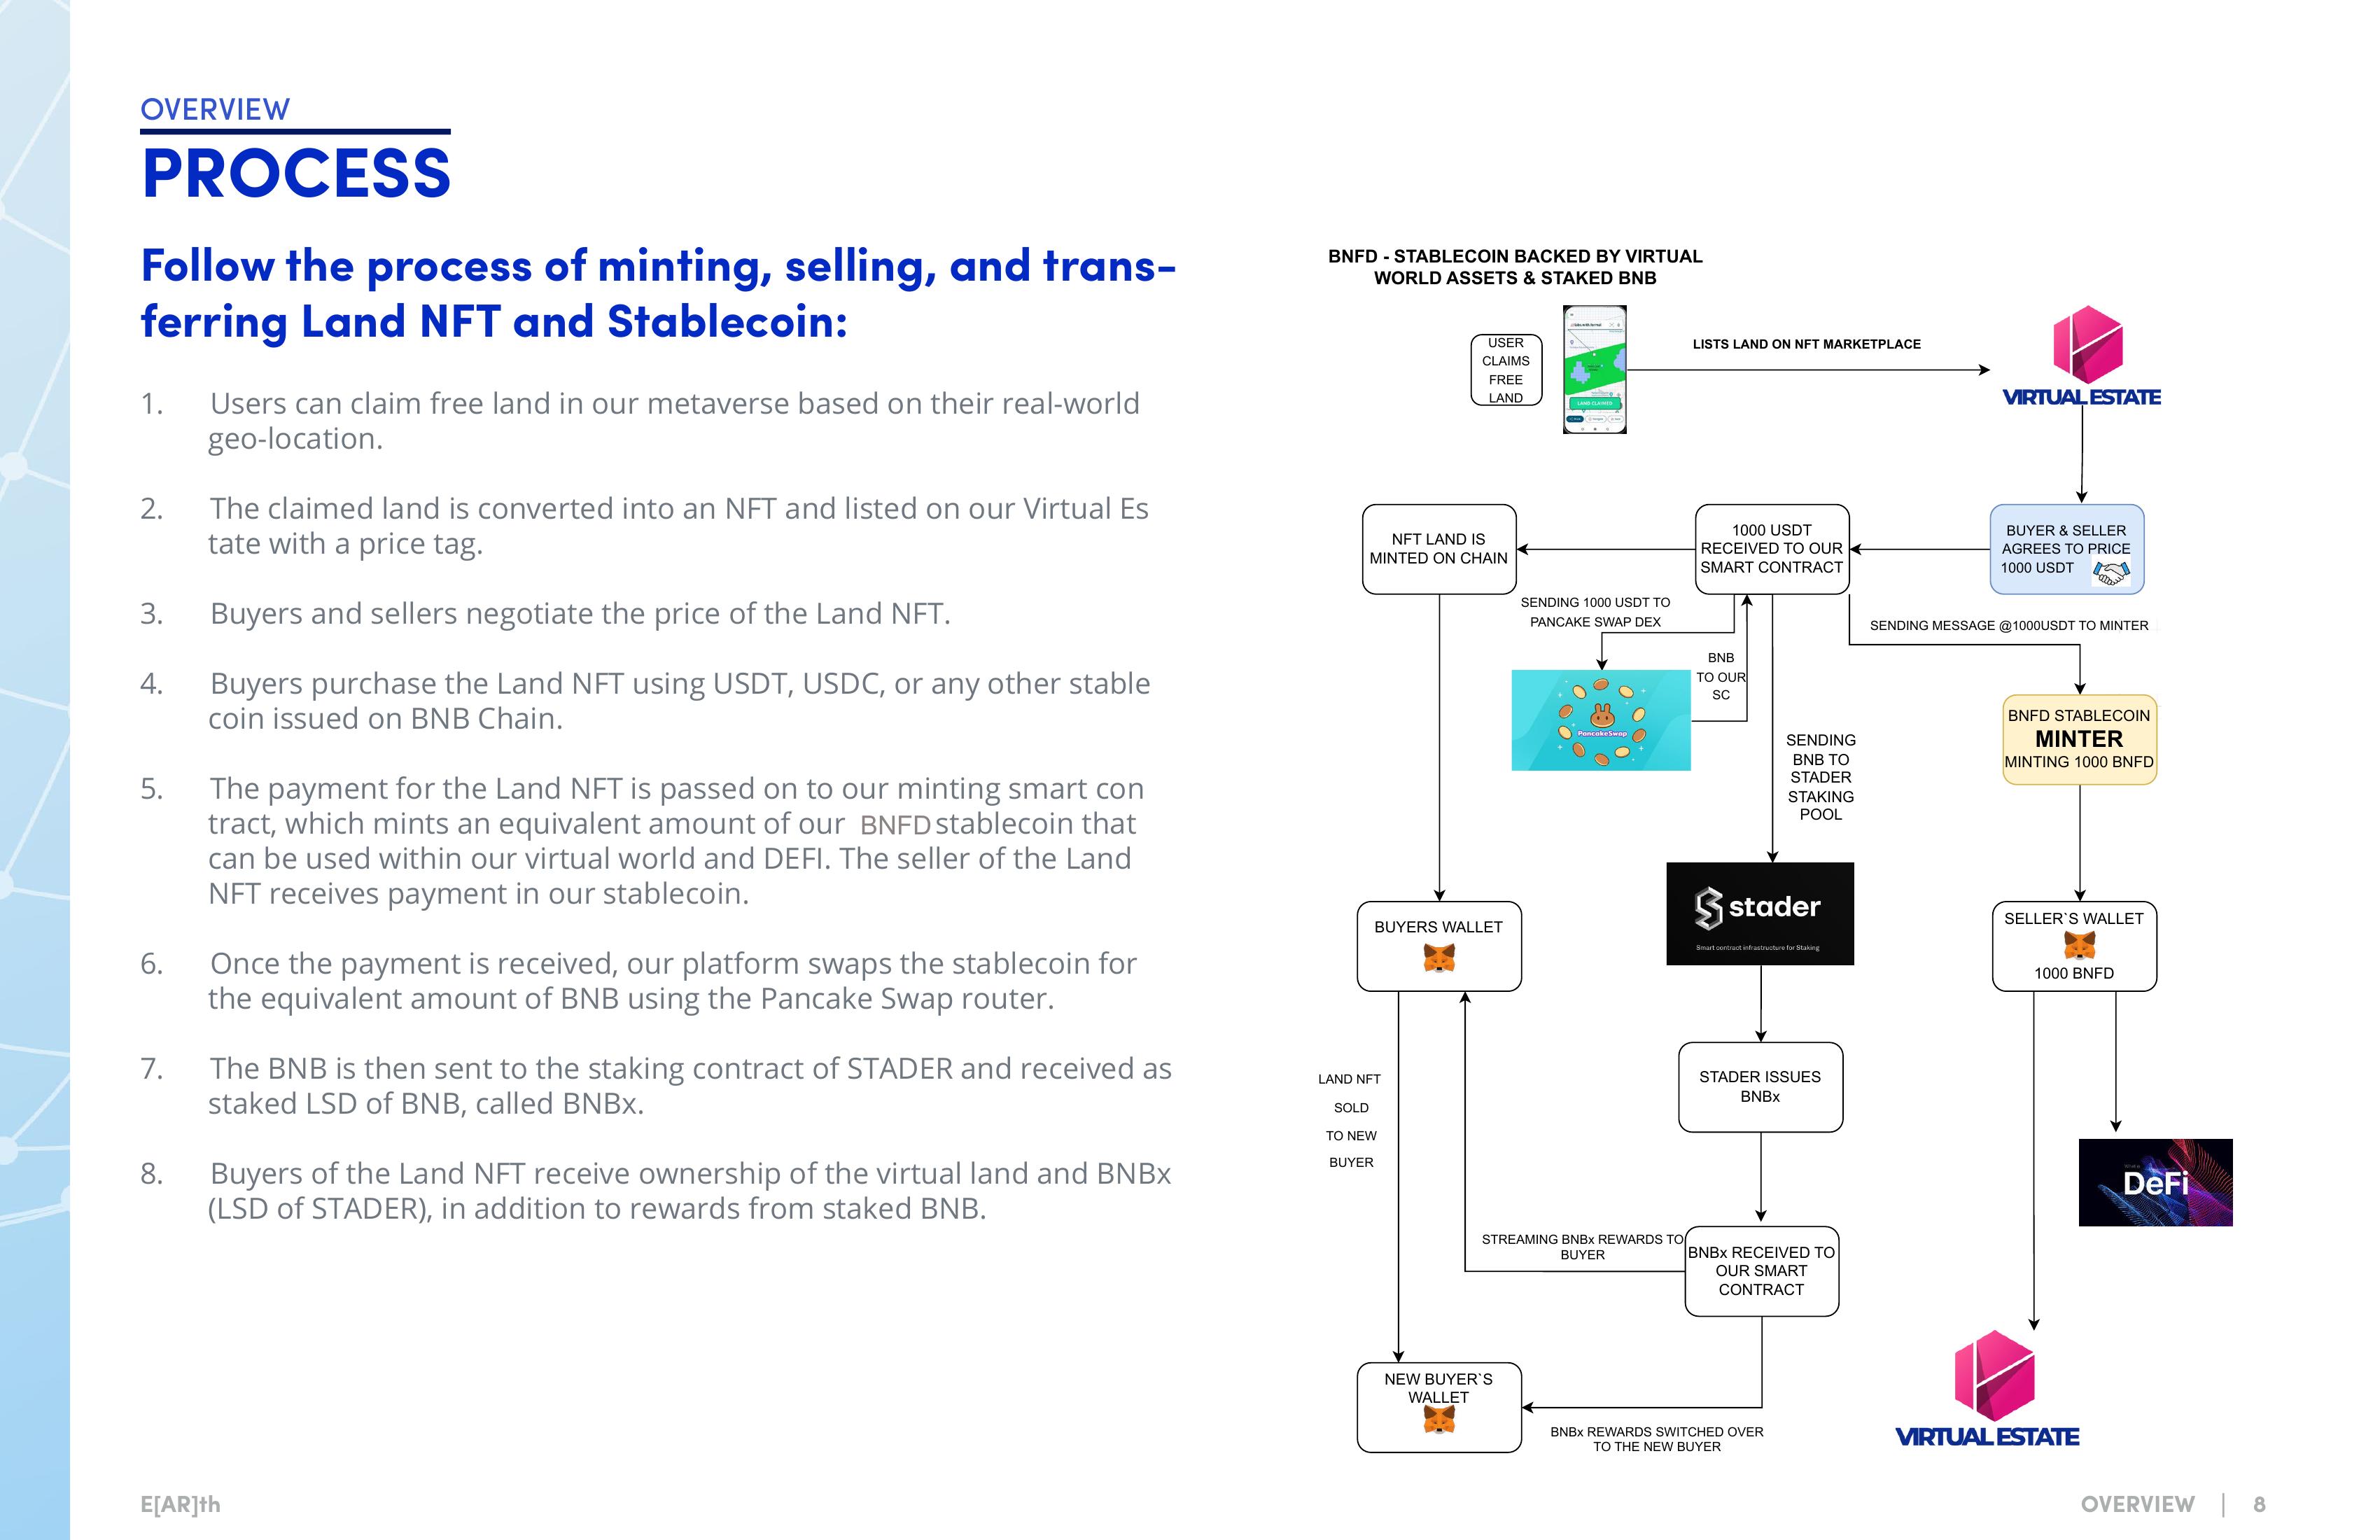 OVERVIEW
PROCESS
Follow the process of minting, selling, and trans-
ferring Land NFT and Stablecoin:
1. Users can claim free land in our metaverse based on their real-world
geo-location.
2. The claimed land is converted into an NFT and listed on our Virtual Es
tate with a price tag.
3. Buyers and sellers negotiate the price of the Land NFT.
4. Buyers purchase the Land NFT using USDT, USDC, or any other stable
coin issued on BNB Chain.
5. The payment for the Land NFT is passed on to our minting smart con
tract, which mints an equivalent amount of our BNFD stablecoin that
can be used within our virtual world and DEFI. The seller of the Land
NFT receives payment in our stablecoin.
6. Once the payment is received, our platform swaps the stablecoin for
the equivalent amount of BNB using the Pancake Swap router.
7. The BNB is then sent to the staking contract of STADER and received as
staked LSD of BNB, called BNBx.
8. Buyers of the Land NFT receive ownership of the virtual land and BNBx
(LSD of STADER), in addition to rewards from staked BNB.
BNFD - STABLECOIN BACKED BY VIRTUAL
WORLD ASSETS & STAKED BNB
USER
CLAIMS
FREE
LAND
LAND CLAIMED
LISTS LAND ON NFT MARKETPLACE
VIRTUAL ESTATE
NFT LAND IS
MINTED ON CHAIN
1000 USDT
RECEIVED TO OUR
SMART CONTRACT
BUYER & SELLER
AGREES TO PRICE
1000 USDT
SENDING 1000 USDT TO
PANCAKE SWAP DEX
SENDING MESSAGE @1000USDT TO MINTER
BNB
TO OUR
SC
PancakeSwap
SENDING
BNB TO
STADER
STAKING
POOL
BNFD STABLECOIN
MINTER
MINTING 1000 BNFD
BUYERS WALLET
stader
Smart contract infrastructure for Staking
SELLER`S WALLET
1000 BNFD
LAND NFT
SOLD
TO NEW
BUYER
STADER ISSUES
BNBx
DeFi
STREAMING BNBx REWARDS TO
BUYER
BNBx RECEIVED TO
OUR SMART
CONTRACT
NEW BUYER`S
WALLET
BNBx REWARDS SWITCHED OVER
TO THE NEW BUYER
VIRTUAL ESTATE
E[AR]th
OVERVIEW | 8